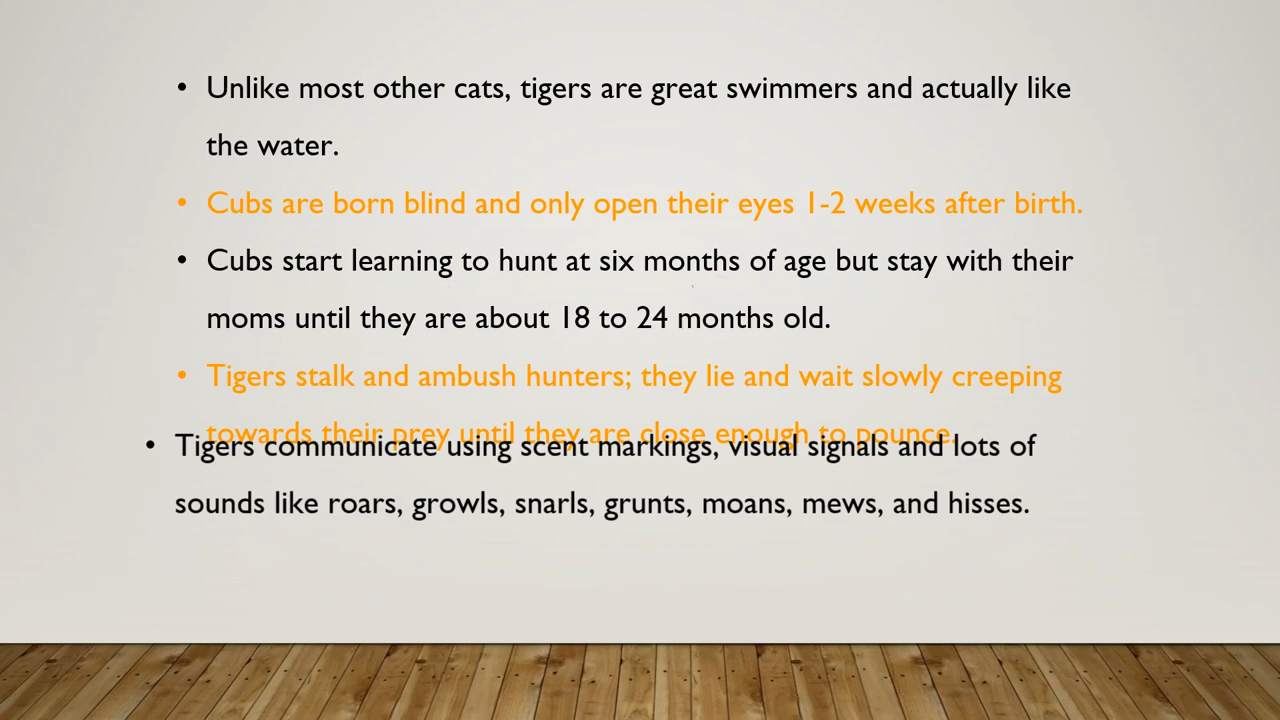 • Unlike most other cats, tigers are great swimmers and actually like
the water.
• Cubs are born blind and only open their eyes 1-2 weeks after birth.
• Cubs start learning to hunt at six months of age but stay with their
moms until they are about 18 to 24 months old.
• Tigers stalk and ambush hunters; they lie and wait slowly creeping
towards their prey until they are close enough to pounce.
• Tigers communicate using scent markings, visual signals and lots of
sounds like roars, growls, snarls, grunts, moans, mews, and hisses.